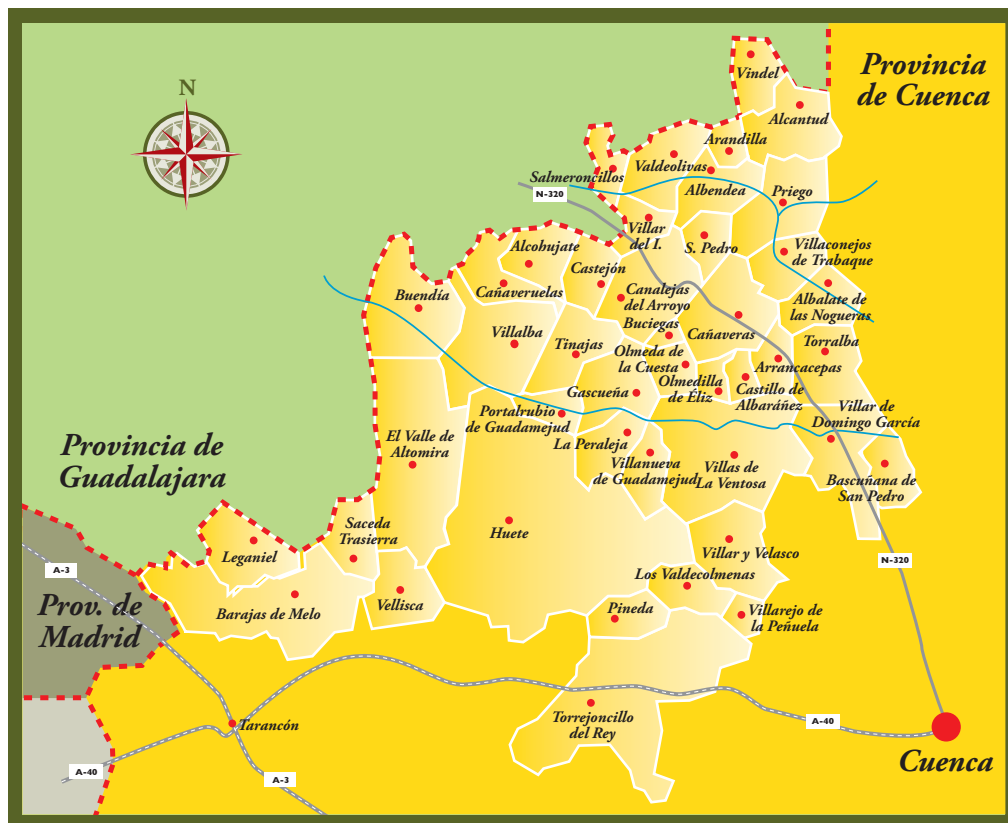 N
Provincia
de Cuenca
Vindel
Alcantud
Arandilla
Valdeolivas
Salmeroncillos
N-320
Albendea
Priego
Villar
del I.
S. Pedro
Villaconejos
de Trabaque
Alcohujate
Castejón
Cañaveruelas
Buendía
Canalejas
del Arroyo
Albalate de
las Nogueras
Buciegas
Cañaveras
Villalba
Tinajas
Torralba
Olmeda de
la Cuesta
Arrancacepas
Olmedilla
de Éliz
Castillo de
Albaráñez
Gascueña
Portalrubio
de Guadamejud
Villar de
Domingo García
La Peraleja
El Valle de
Altomira
Villanueva
de Guadamejud
Villas de
La Ventosa
Bascuñana de
San Pedro
Provincia de
Guadalajara
Saceda
Trasierra
Huete
Leganiel
Villar y Velasco
N-320
A-3
Los Valdecolmenas
Prov. de
Madrid
Barajas de Melo
Vellisca
Pineda
Villarejo de
la Peñuela
Torrejoncillo
del Rey
Tarancón
A-40
Cuenca
A-40
A-3